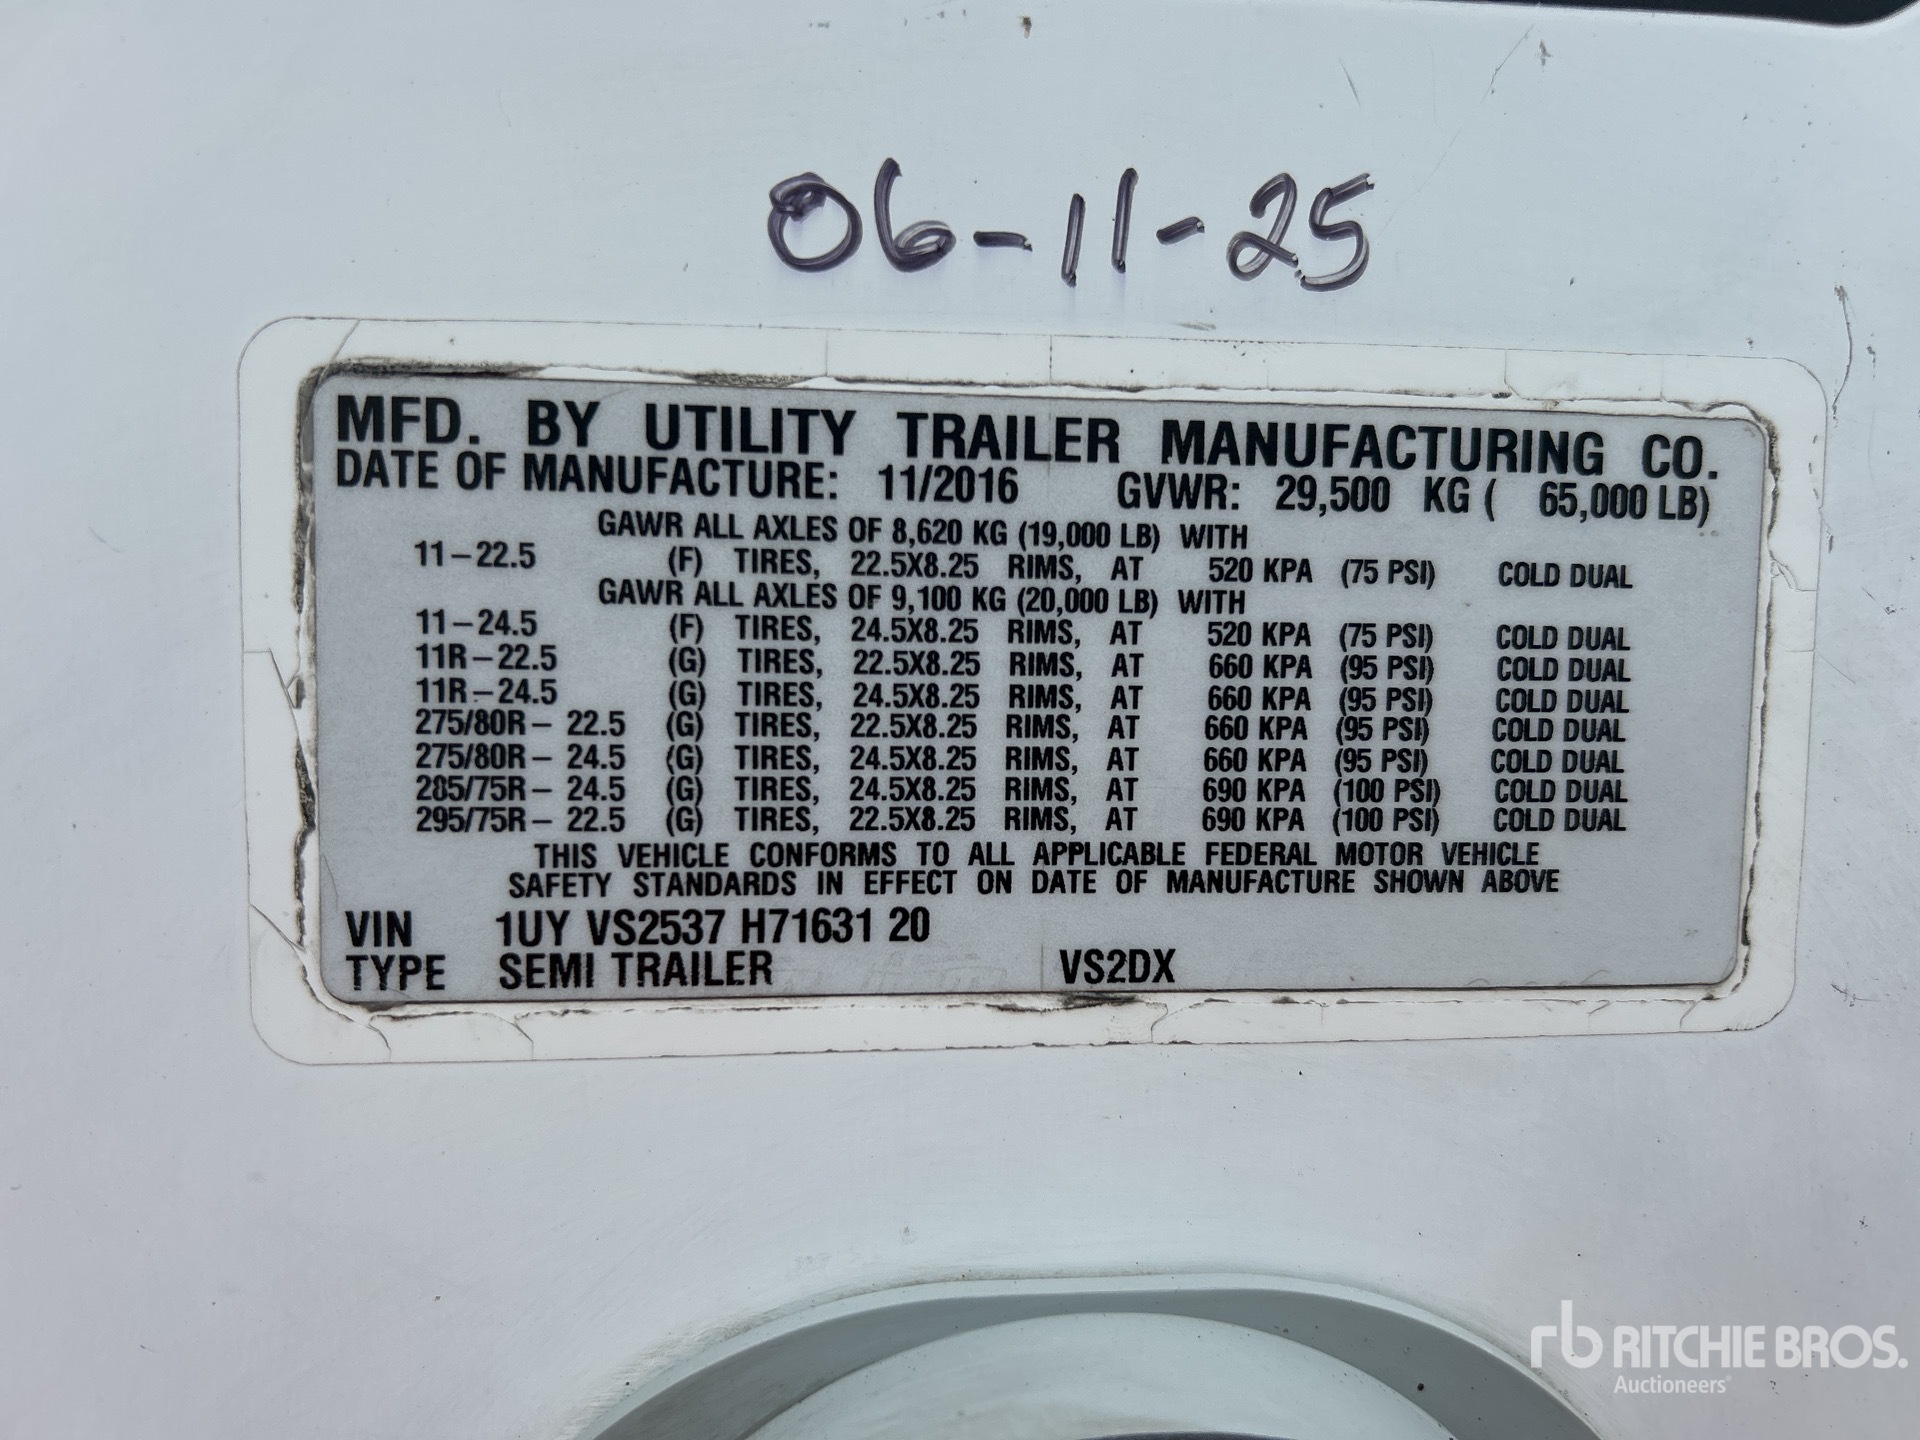 06-11-25
MFD. BY UTILITY TRAILER MANUFACTURING CO.
DATE OF MANUFACTURE: 11/2016 GVWR: 29,500 KG ( 65,000 LB)
GAWR ALL AXLES OF 8,620 KG (19,000 LB) WITH
11-22.5 (F) TIRES, 22.5X8.25 RIMS, AT 520 KPA (75 PSI) COLD DUAL
GAWR ALL AXLES OF 9,100 KG (20,000 LB) WITH
11-24.5 (F) TIRES, 24.5X8.25 RIMS, AT 520 KPA (75 PSI) COLD DUAL
11R-22.5 (G) TIRES, 22.5X8.25 RIMS, AT 660 KPA (95 PSI) COLD DUAL
11R-24.5 (G) TIRES, 24.5X8.25 RIMS, AT 660 KPA (95 PSI) COLD DUAL
275/80R- 22.5 (G) TIRES, 22.5X8.25 RIMS, AT 660 KPA (95 PSI) COLD DUAL
275/80R- 24.5 (G) TIRES, 24.5X8.25 RIMS, AT 660 KPA (95 PSI) COLD DUAL
285/75R- 24.5 (G) TIRES, 24.5X8.25 RIMS, AT 690 KPA (100 PSI) COLD DUAL
295/75R- 22.5 (G) TIRES, 22.5X8.25 RIMS, AT 690 KPA (100 PSI) COLD DUAL
THIS VEHICLE CONFORMS TO ALL APPLICABLE FEDERAL MOTOR VEHICLE
SAFETY STANDARDS IN EFFECT ON DATE OF MANUFACTURE SHOWN ABOVE
VIN 1UY VS2537 H71631 20
TYPE SEMI TRAILER VS2DX
rb RITCHIE BROS.
Auctioneers